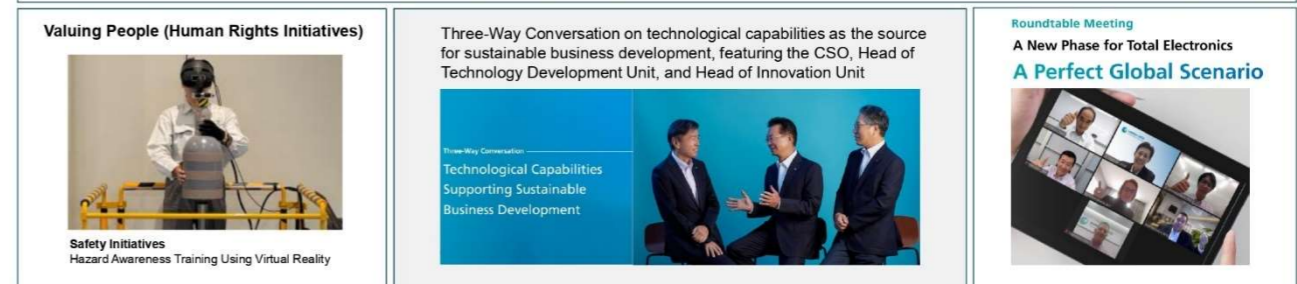 Valuing People (Human Rights Initiatives)
Safety Initiatives
Hazard Awareness Training Using Virtual Reality
Three-Way Conversation on technological capabilities as the source
for sustainable business development, featuring the CSO, Head of
Technology Development Unit, and Head of Innovation Unit
Three-Way Conversation
Technological Capabilities
Supporting Sustainable
Business Development
Roundtable Meeting
A New Phase for Total Electronics
A Perfect Global Scenario